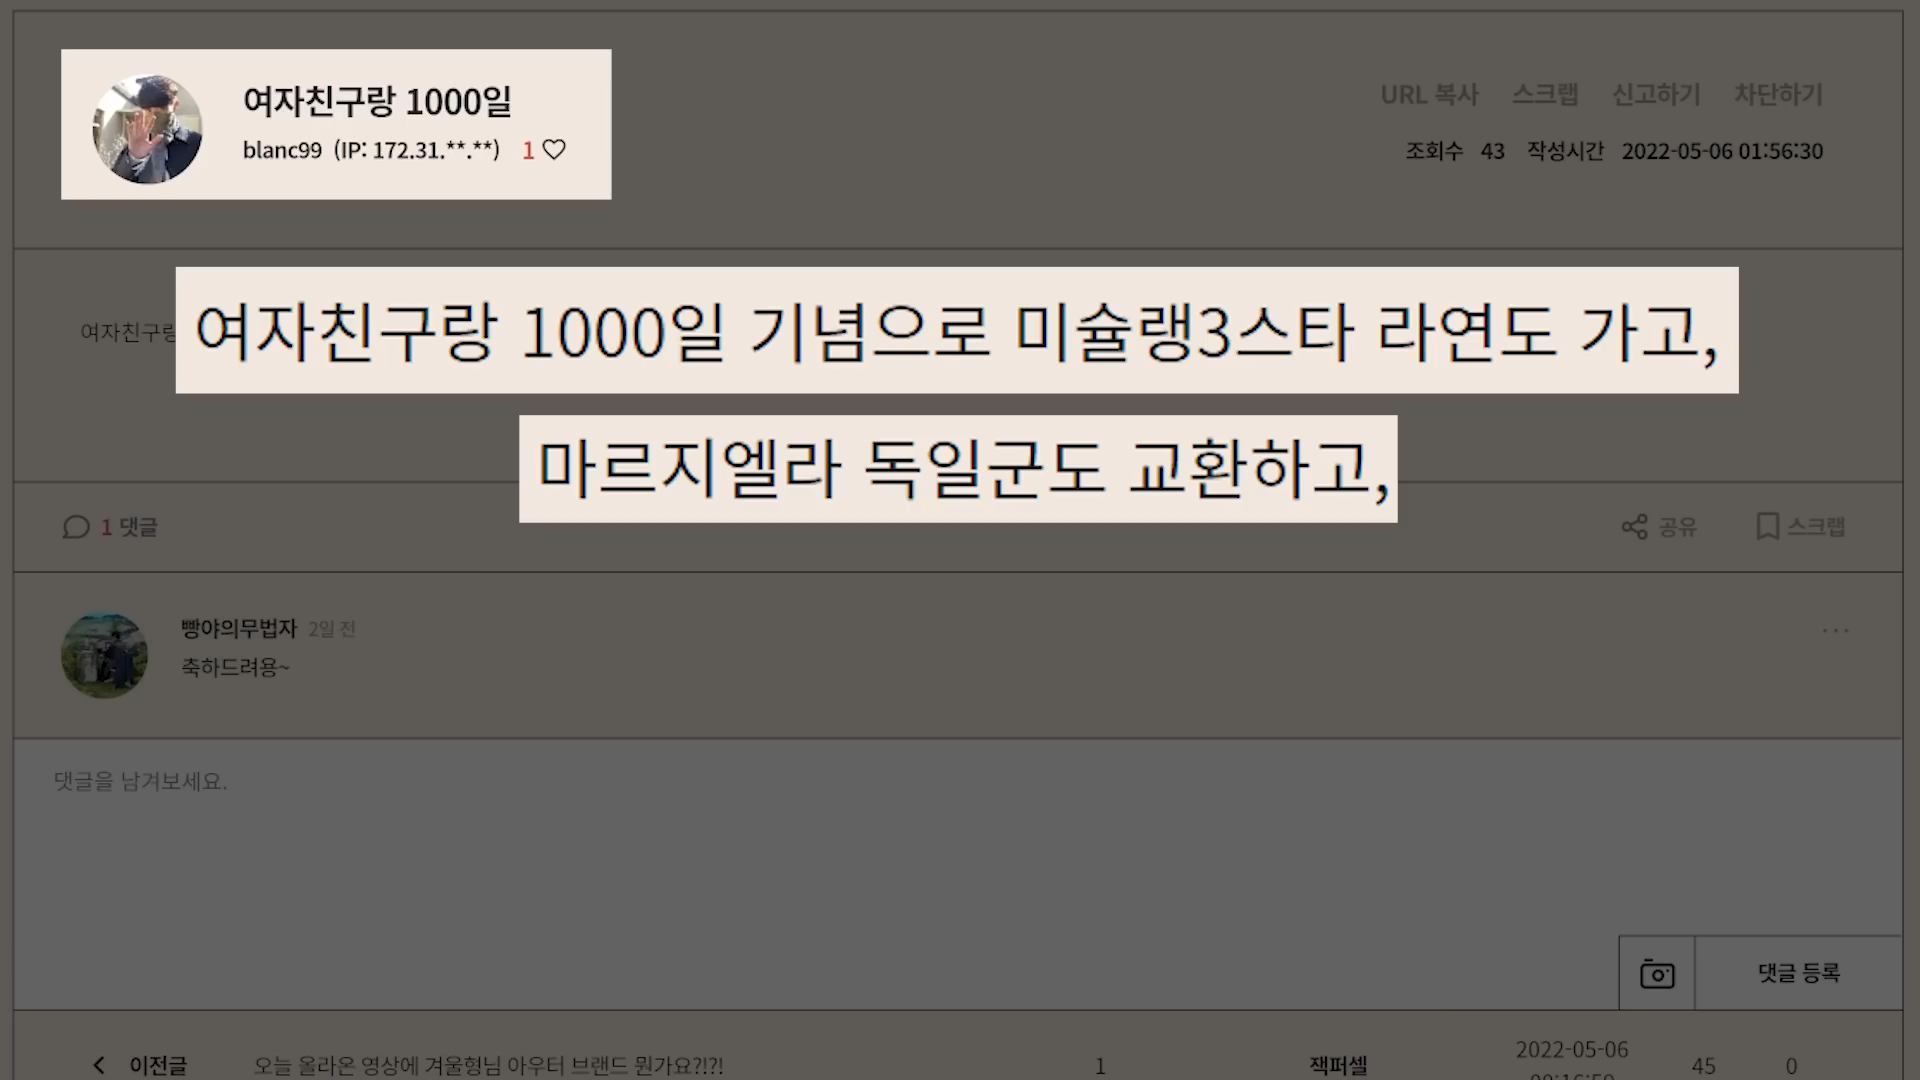 여자친구랑 1000일
blanc99 (IP: 172.31.**.**) 1
URL 복사 스크랩 신고하기 차단하기
조회수 43 작성시간 2022-05-06 01:56:30
여자친구랑
여자친구랑 1000일 기념으로 미슐랭3스타 라연도 가고,
마르지엘라 독일군도 교환하고,
1 댓글
공유 스크랩
빵야의무법자 2일 전
축하드려용~
댓글을 남겨보세요.
댓글 등록
이전글 오늘 올라온 영상에 겨울형님 아우터 브랜드 뭔가요?!?! 1 잭퍼셀 2022-05-06 45 0